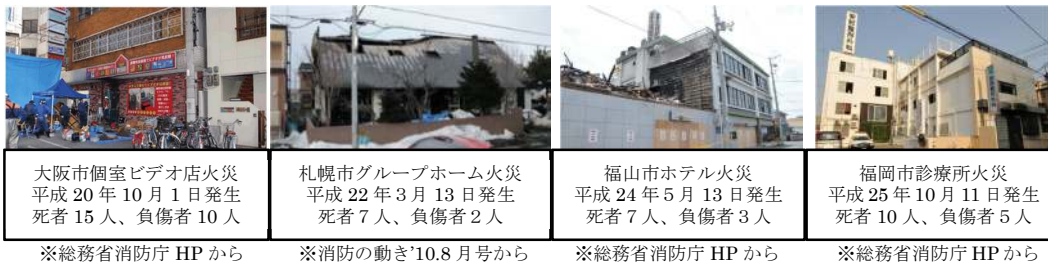 大阪市個室ビデオ店火災
平成 20 年 10 月 1 日発生
死者 15 人、負傷者 10 人
※総務省消防庁 HP から
札幌市グループホーム火災
平成 22 年 3 月 13 日発生
死者 7 人、負傷者 2 人
※消防の動き'10.8 月号から
福山市ホテル火災
平成 24 年 5 月 13 日発生
死者 7 人、負傷者 3 人
※総務省消防庁 HP から
福岡市診療所火災
平成 25 年 10 月 11 日発生
死者 10 人、負傷者 5 人
※総務省消防庁 HP から